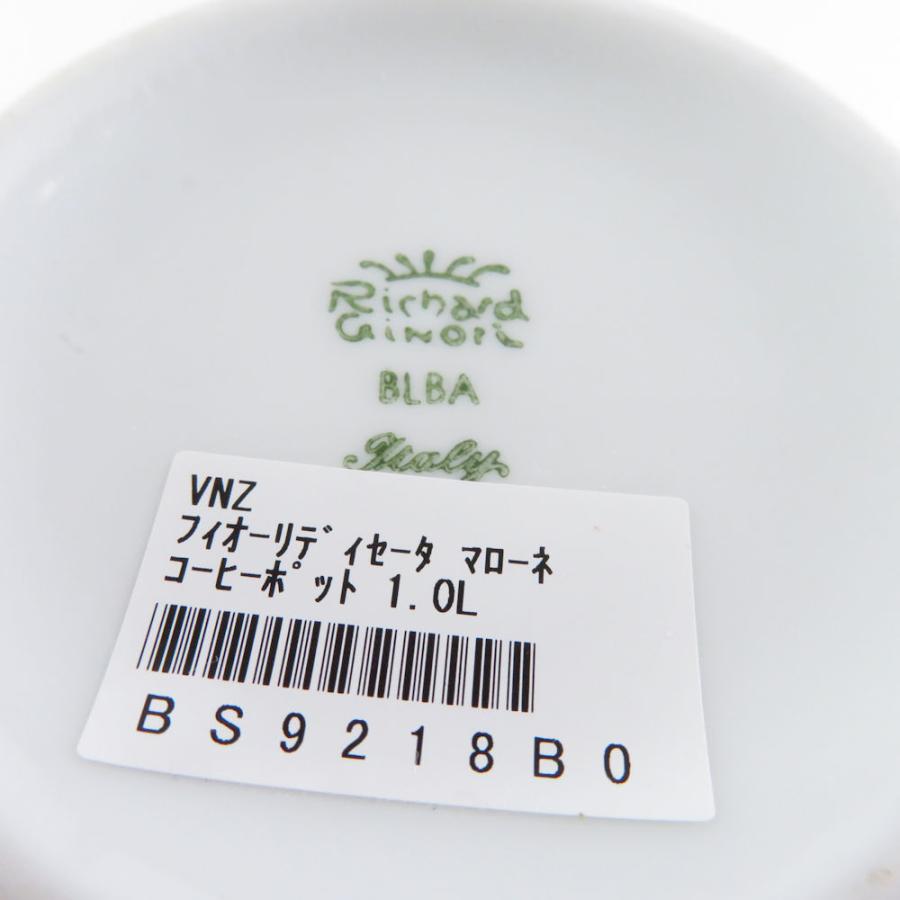 Richard
Ginori
BLBA
Italy
VNZ
ﾌｨｵｰﾘﾃﾞｨｾｰﾀ ﾏﾛｰﾈ
ｺｰﾋｰﾎﾟｯﾄ 1.0L
BS9218B0